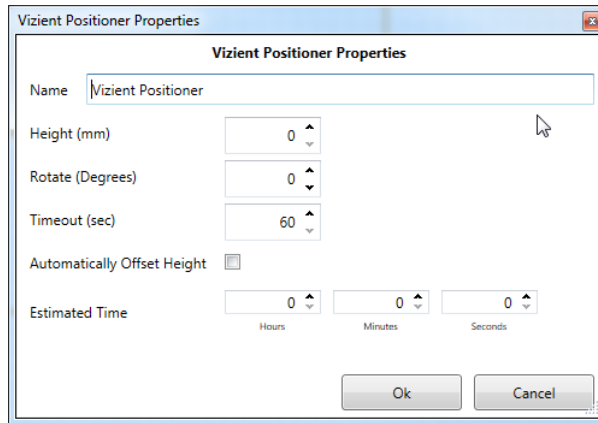 Vizient Positioner Properties
Vizient Positioner Properties
Name Vizient Positioner
Height (mm) 0
Rotate (Degrees) 0
Timeout (sec) 60
Automatically Offset Height
Estimated Time 0 0 0
Hours Minutes Seconds
Ok Cancel